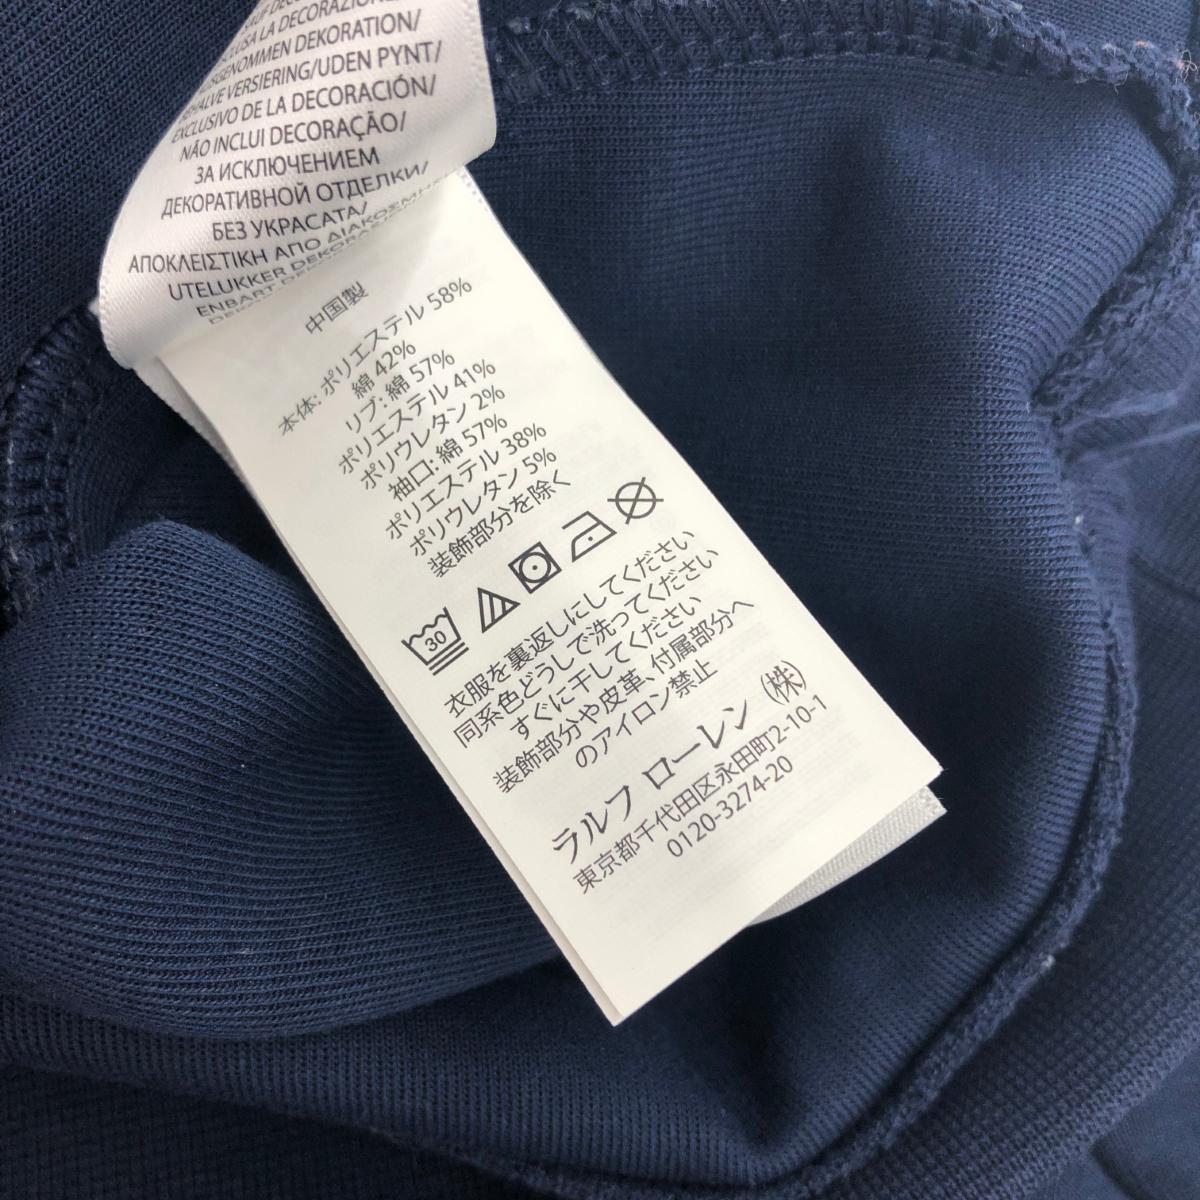 LUSA LA DECORAZIONE/
AUSGENOMMEN DEKORATION/
BEHALVE VERSIERING/UDEN PYNT/
EXCLUSIVO DE LA DECORACIÓN/
NÃO INCLUI DECORAÇÃO/
ЗА ИСКЛЮЧЕНИЕМ
ДЕКОРАТИВНОЙ ОТДЕЛКИ/
БЕЗ УКРАСАТА/
ΑΠΟΚΛΕΙΣΤΙΚΗ ΑΠΟ ΔΙΑΚΟΣΜΗ
UTELUKKER DEKORASJON
ENBART DEKO
中国製
本体: ポリエステル 58%
綿 42%
リブ: 綿 57%
ポリエステル 41%
ポリウレタン 2%
袖口: 綿 57%
ポリエステル 38%
ポリウレタン 5%
装飾部分を除く
30
衣服を裏返しにしてください
同系色どうしで洗ってください
すぐに干してください
装飾部分や皮革、付属部分へ
のアイロン禁止
ラルフ ローレン (株)
東京都千代田区永田町2-10-1
0120-3274-20